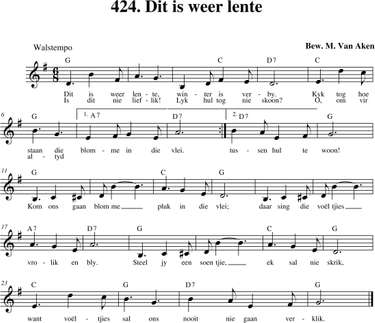 424. Dit is weer lente
Bew. M. Van Aken
Walstempo
G C D7 C
Dit is weer len-te, win-ter is ver-by. Kyk tog hoe
Is dit nie lief-lik! Lyk hul tog nie skoon? O, ons vir
6 G 1. A7 D7 2. D7 G
staan die blom-me in die vlei. tus-sen hul te woon!
al-tyd
11 G C G
Kom ons gaan blom me pluk in die vlei; daar sing die voël tjies
17 A7 D7 G
vro-lik en bly. Steel jy een soen tjie, ek sal nie skrik,
23 C G D7 G
want voël-tjies sal ons nooit nie gaan ver-klik.